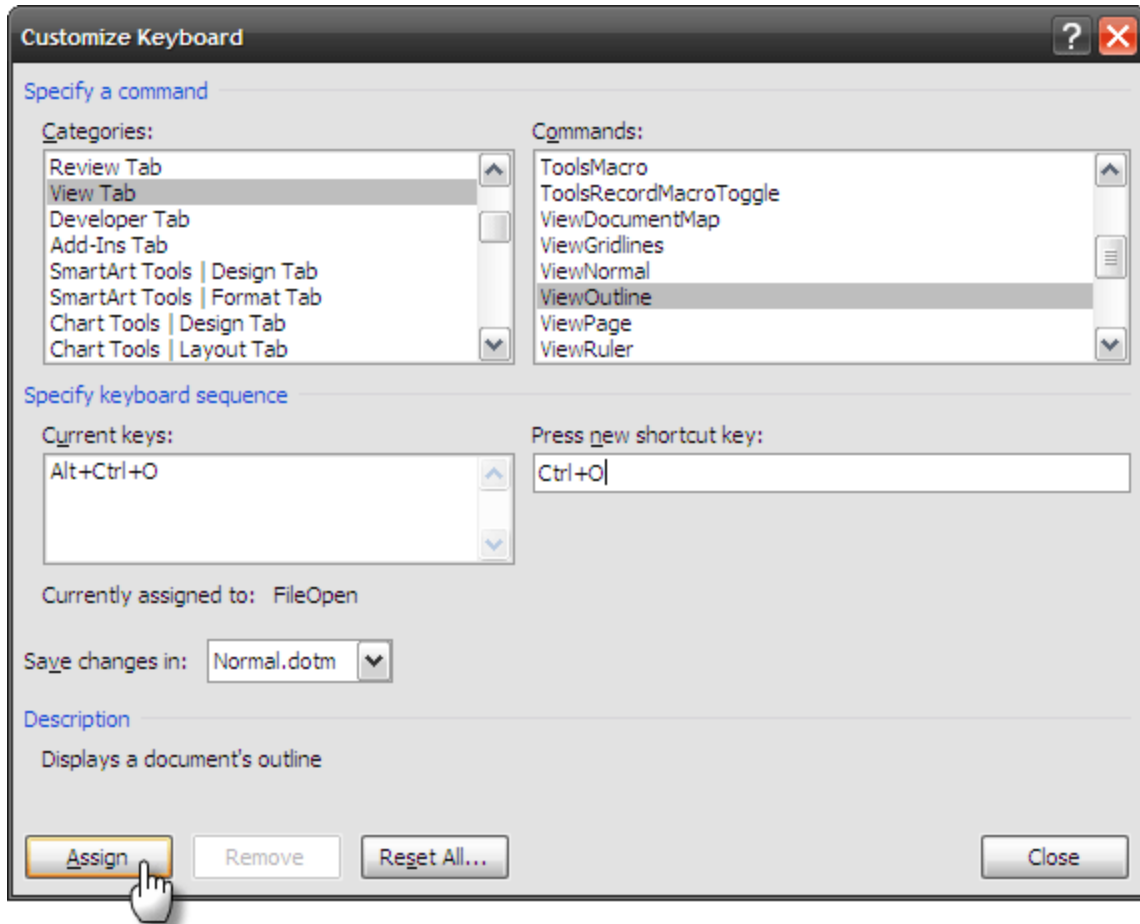 Customize Keyboard
Specify a command
Categories:
Review Tab
View Tab
Developer Tab
Add-Ins Tab
SmartArt Tools | Design Tab
SmartArt Tools | Format Tab
Chart Tools | Design Tab
Chart Tools | Layout Tab
Commands:
ToolsMacro
ToolsRecordMacroToggle
ViewDocumentMap
ViewGridlines
ViewNormal
ViewOutline
ViewPage
ViewRuler
Specify keyboard sequence
Current keys:
Alt+Ctrl+O
Press new shortcut key:
Ctrl+O
Currently assigned to: FileOpen
Save changes in: Normal.dotm
Description
Displays a document's outline
Assign Remove Reset All... Close